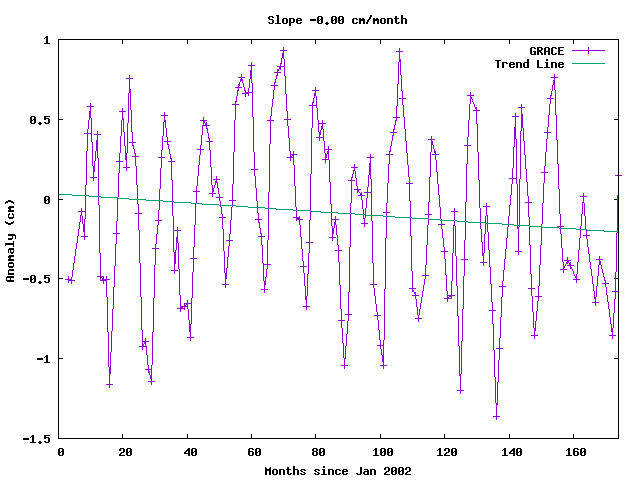 Slope -0.00 cm/month
GRACE
Trend Line
1
0.5
0
-0.5
-1
-1.5
Anomaly (cm)
0 20 40 60 80 100 120 140 160
Months since Jan 2002